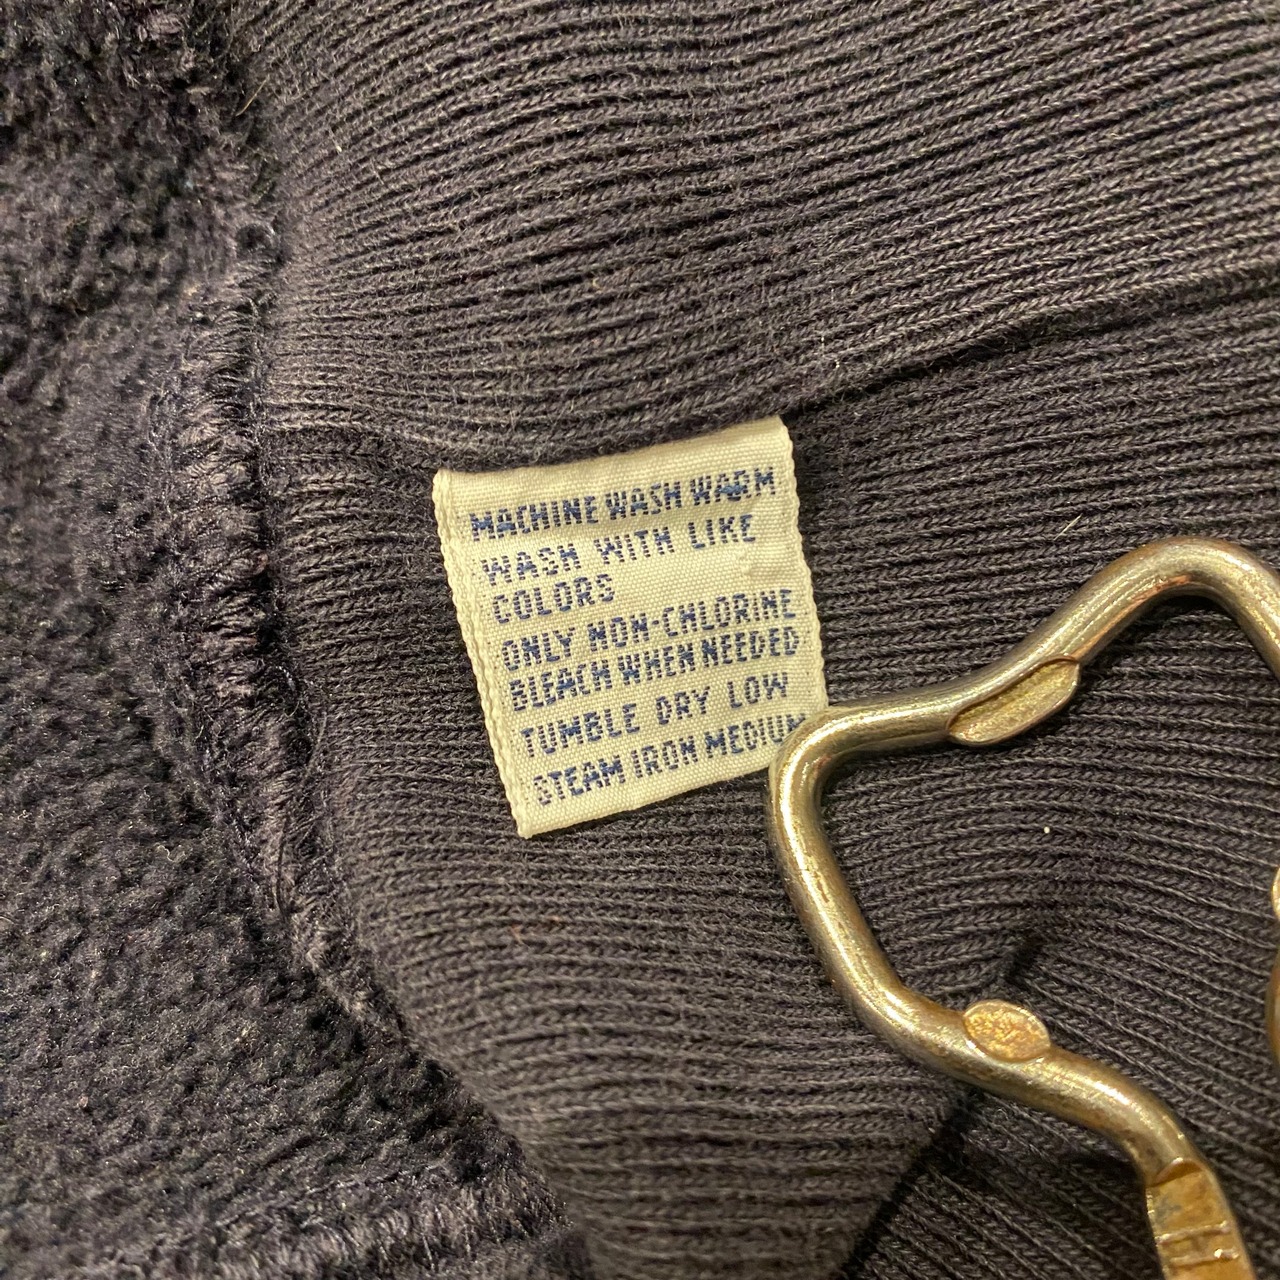 MACHINE WASH WARM
WASH WITH LIKE
COLORS
ONLY NON-CHLORINE
BLEACH WHEN NEEDED
TUMBLE DRY LOW
STEAM IRON MEDIUM